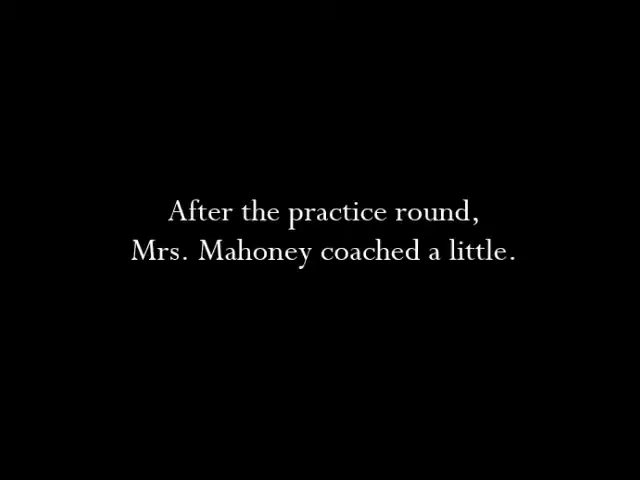 After the practice round,
Mrs. Mahoney coached a little.